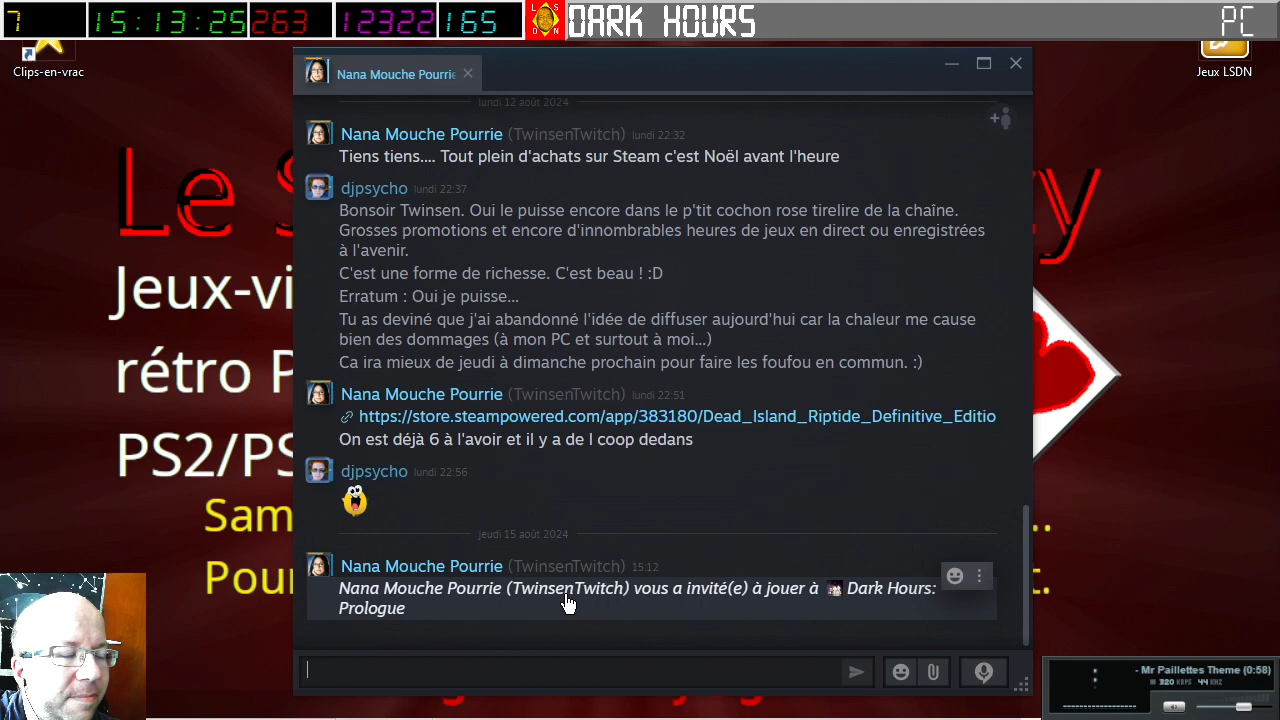 7 15:13:25 263 12322 165 LSDN DARK HOURS PC
Clips-en-vrac
Jeux LSDN
Nana Mouche Pourrie
lundi 12 août 2024
Nana Mouche Pourrie (TwinsenTwitch) lundi 22:32
Tiens tiens.... Tout plein d'achats sur Steam c'est Noël avant l'heure
djpsycho lundi 22:37
Bonsoir Twinsen. Oui le puisse encore dans le p'tit cochon rose tirelire de la chaîne.
Grosses promotions et encore d'innombrables heures de jeux en direct ou enregistrées
à l'avenir.
C'est une forme de richesse. C'est beau ! :D
Erratum : Oui je puisse...
Tu as deviné que j'ai abandonné l'idée de diffuser aujourd'hui car la chaleur me cause
bien des dommages (à mon PC et surtout à moi...)
Ca ira mieux de jeudi à dimanche prochain pour faire les foufou en commun. :)
Nana Mouche Pourrie (TwinsenTwitch) lundi 22:51
https://store.steampowered.com/app/383180/Dead_Island_Riptide_Definitive_Editio
On est déjà 6 à l'avoir et il y a de l coop dedans
djpsycho lundi 22:56
jeudi 15 août 2024
Nana Mouche Pourrie (TwinsenTwitch) 15:12
Nana Mouche Pourrie (TwinsenTwitch) vous a invité(e) à jouer à Dark Hours:
Prologue
Le S
y
Jeux-vi
rétro P
PS2/PS
Sam
Pour
- Mr Paillettes Theme (0:58)
320 KBPS 44 KHZ